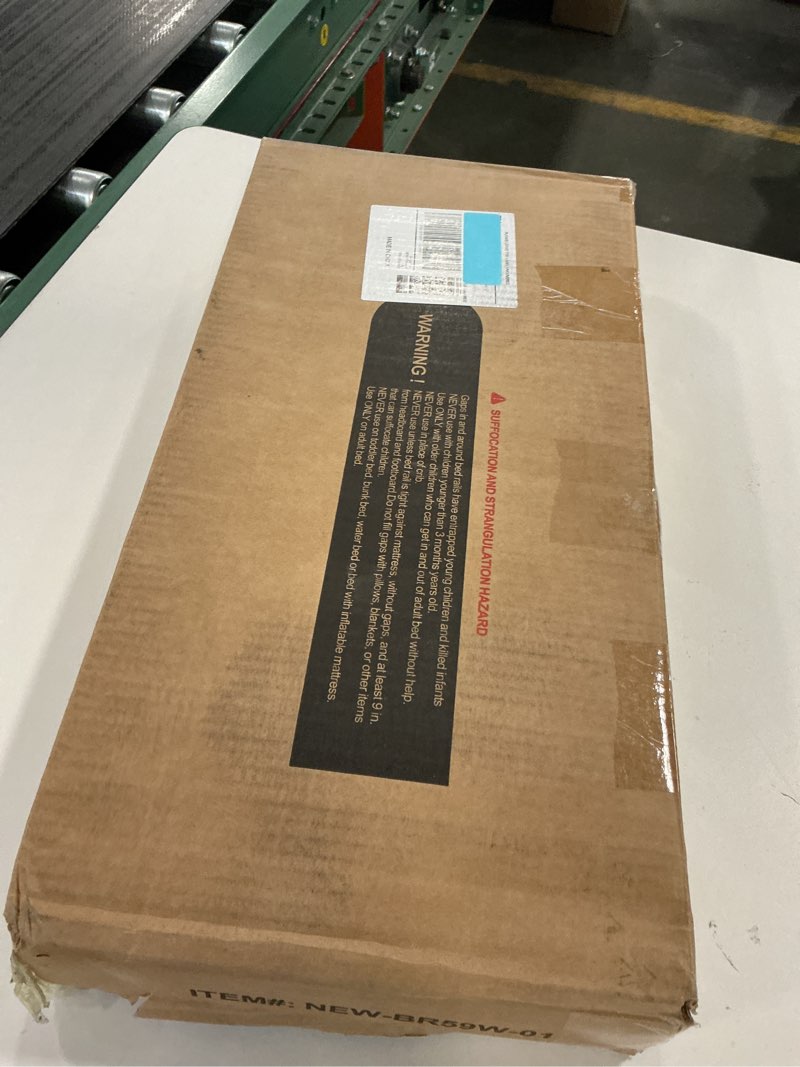 SUFFOCATION AND STRANGULATION HAZARD
WARNING !
Gaps in and around bed rails have entrapped young children and killed infants
NEVER use with children younger than 3 months years old.
Use ONLY with older children who can get in and out of adult bed without help.
NEVER use in place of crib.
NEVER use unless bed rail is tight against mattress, without gaps, and at least 9 in.
from headboard and footboard.Do not fill gaps with pillows, blankets, or other items
that can suffocate children.
NEVER use on toddler bed, bunk bed, water bed or bed with inflatable mattress.
Use ONLY on adult bed.
ITEM#: NEW-BR59W-01